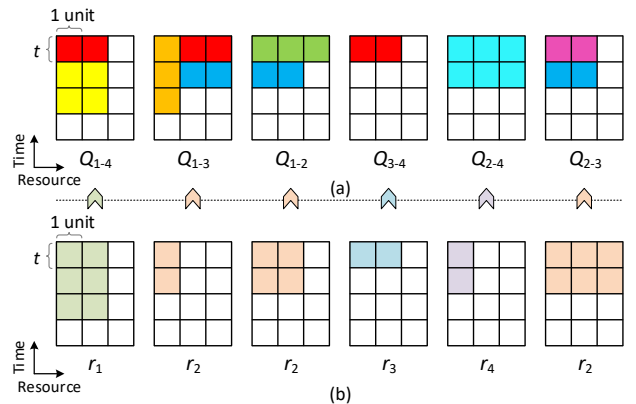 1 unit
t
Time
Resource
Q1-4 Q1-3 Q1-2 Q3-4 Q2-4 Q2-3
(a)
1 unit
t
Time
Resource
r1 r2 r2 r3 r4 r2
(b)